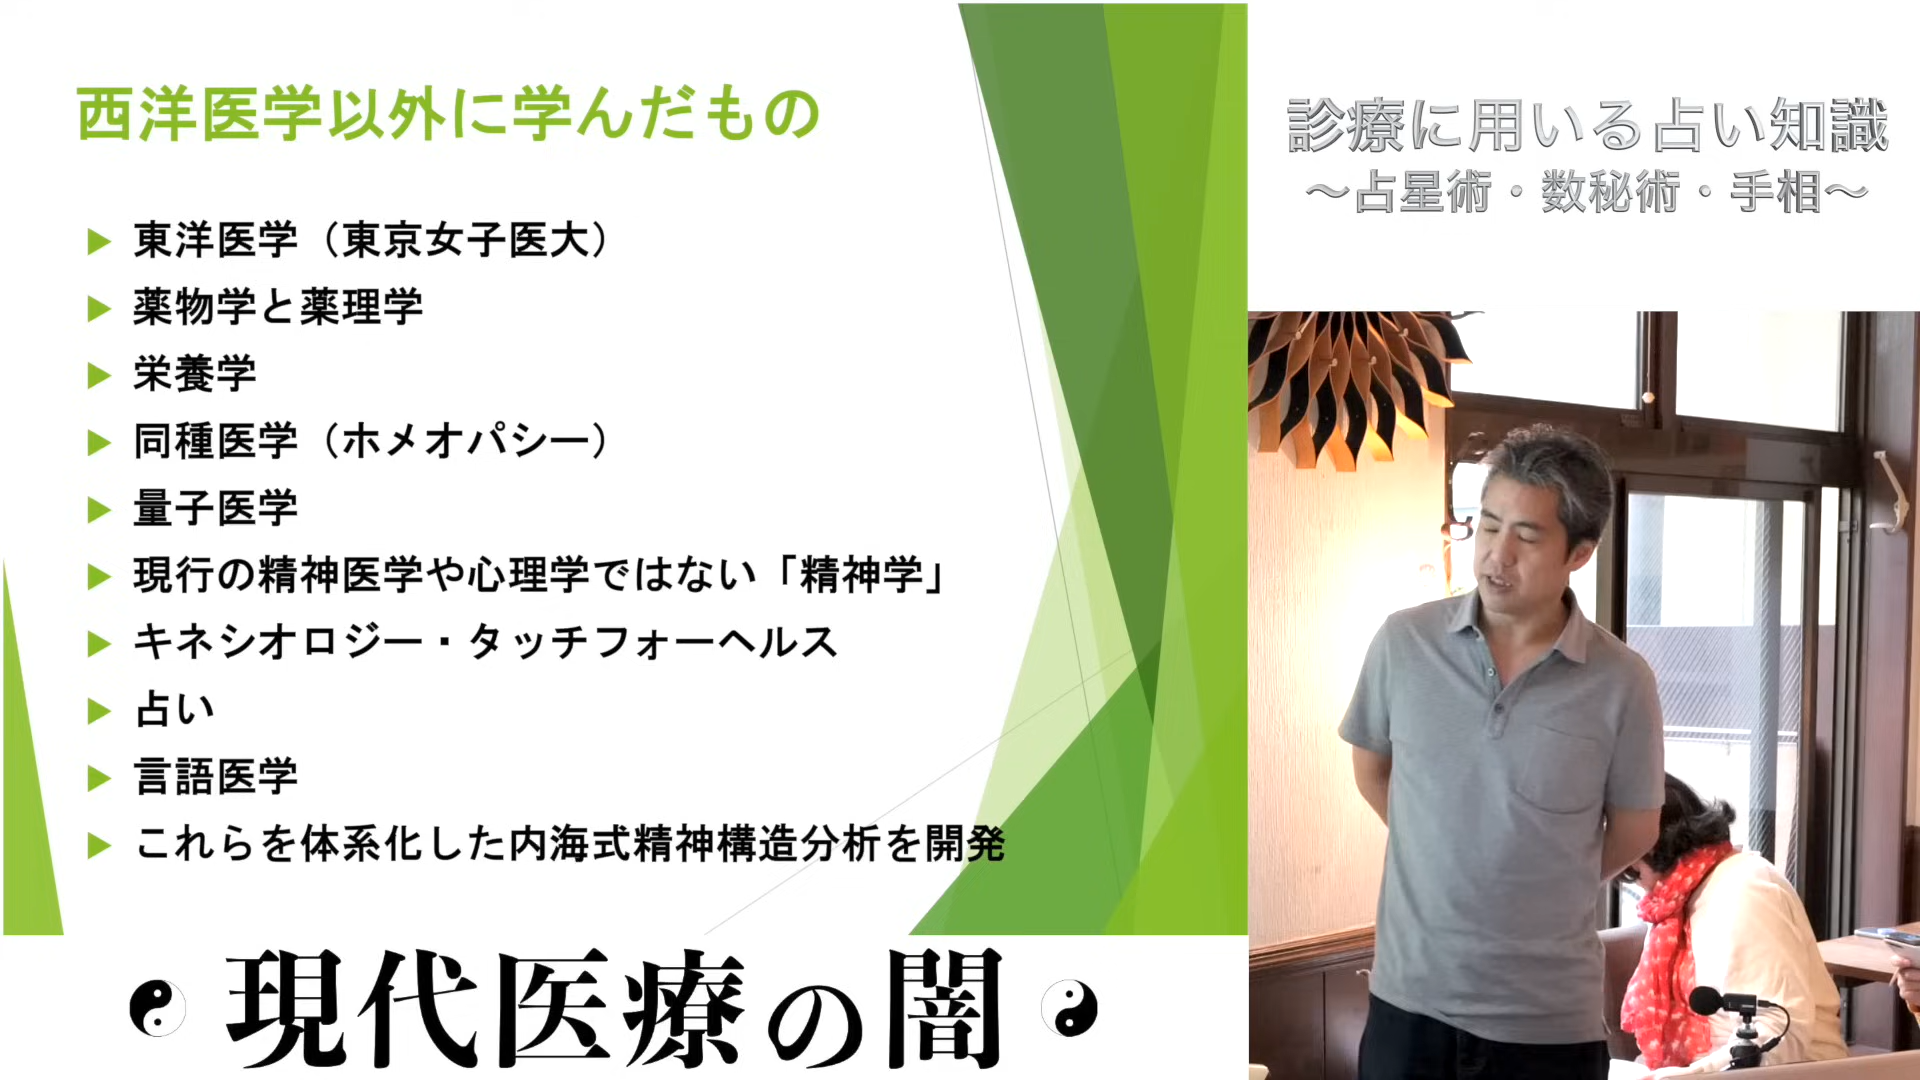 西洋医学以外に学んだもの
東洋医学（東京女子医大）
薬物学と薬理学
栄養学
同種医学（ホメオパシー）
量子医学
現行の精神医学や心理学ではない「精神学」
キネシオロジー・タッチフォーヘルス
占い
言語医学
これらを体系化した内海式精神構造分析を開発
現代医療の闇
診療に用いる占い知識
～占星術・数秘術・手相～